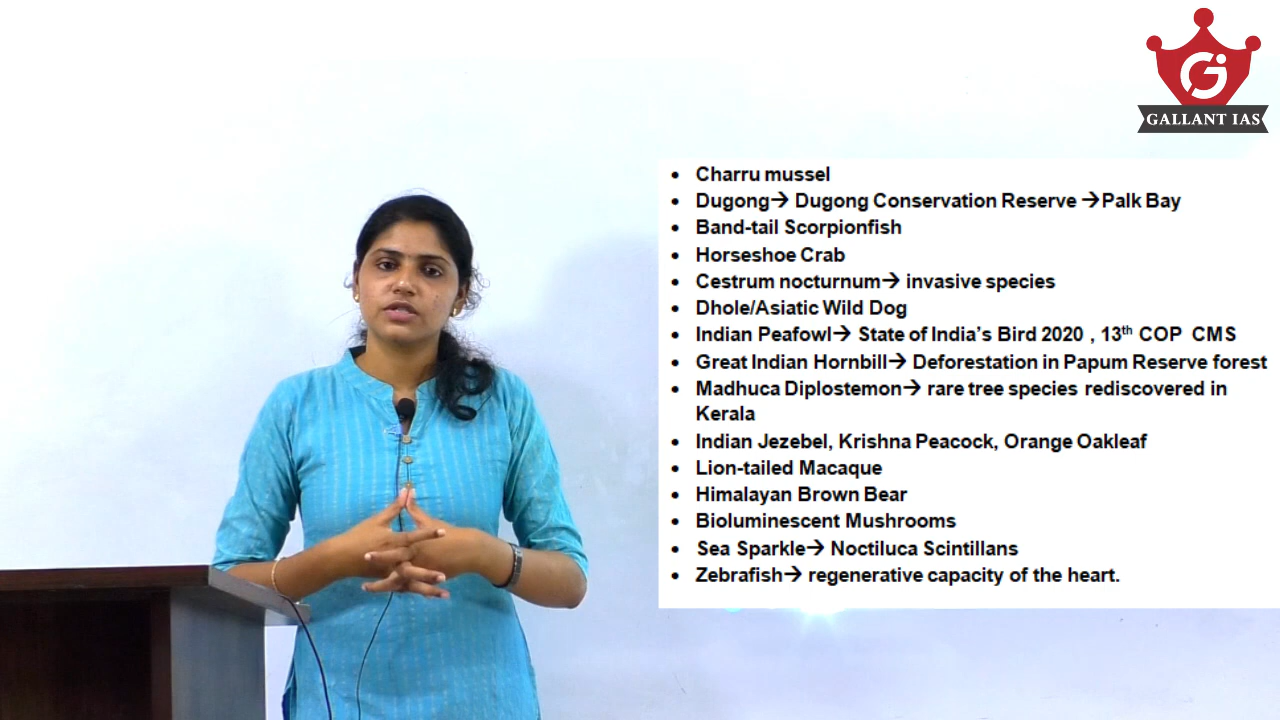 GALLANT IAS
• Charru mussel
• Dugong→ Dugong Conservation Reserve →Palk Bay
• Band-tail Scorpionfish
• Horseshoe Crab
• Cestrum nocturnum→ invasive species
• Dhole/Asiatic Wild Dog
• Indian Peafowl→ State of India's Bird 2020 , 13th COP CMS
• Great Indian Hornbill→ Deforestation in Papum Reserve forest
• Madhuca Diplostemon→ rare tree species rediscovered in
Kerala
• Indian Jezebel, Krishna Peacock, Orange Oakleaf
• Lion-tailed Macaque
• Himalayan Brown Bear
• Bioluminescent Mushrooms
• Sea Sparkle→ Noctiluca Scintillans
• Zebrafish→ regenerative capacity of the heart.